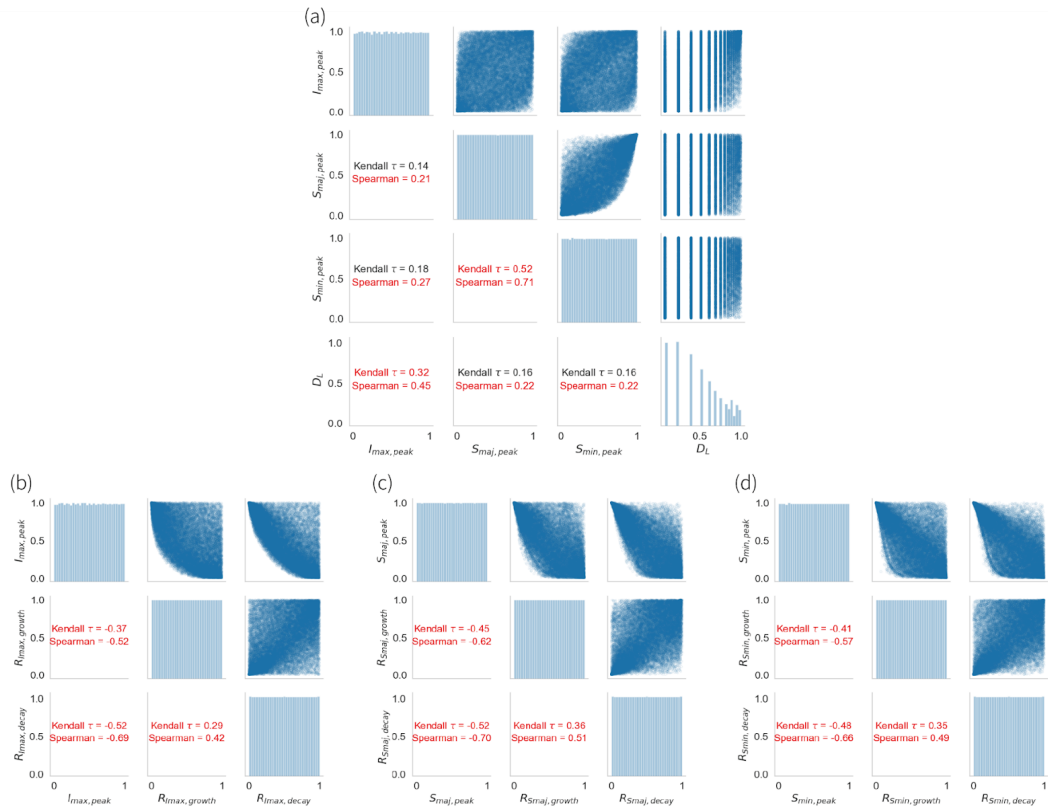 (a)
1.0
I_max,peak
0.5
0.0
1.0
S_maj,peak
0.5
Kendall τ = 0.14
Spearman = 0.21
0.0
1.0
S_min,peak
0.5
Kendall τ = 0.18
Spearman = 0.27
Kendall τ = 0.52
Spearman = 0.71
0.0
1.0
D_L
0.5
Kendall τ = 0.32
Spearman = 0.45
Kendall τ = 0.16
Spearman = 0.22
Kendall τ = 0.16
Spearman = 0.22
0.0
0 1 0 1 0 1 0.5 1.0
I_max,peak S_maj,peak S_min,peak D_L
(b)
1.0
I_max,peak
0.5
0.0
1.0
R_Imax,growth
0.5
Kendall τ = -0.37
Spearman = -0.52
0.0
1.0
R_Imax,decay
0.5
Kendall τ = -0.52
Spearman = -0.69
Kendall τ = 0.29
Spearman = 0.42
0.0
0 1 0 1 0 1
I_max,peak R_Imax,growth R_Imax,decay
(c)
1.0
S_maj,peak
0.5
0.0
1.0
R_Smaj,growth
0.5
Kendall τ = -0.45
Spearman = -0.62
0.0
1.0
R_Smaj,decay
0.5
Kendall τ = -0.52
Spearman = -0.70
Kendall τ = 0.36
Spearman = 0.51
0.0
0 1 0 1 0 1
S_maj,peak R_Smaj,growth R_Smaj,decay
(d)
1.0
S_min,peak
0.5
0.0
1.0
R_Smin,growth
0.5
Kendall τ = -0.41
Spearman = -0.57
0.0
1.0
R_Smin,decay
0.5
Kendall τ = -0.48
Spearman = -0.66
Kendall τ = 0.35
Spearman = 0.49
0.0
0 1 0 1 0 1
S_min,peak R_Smin,growth R_Smin,decay